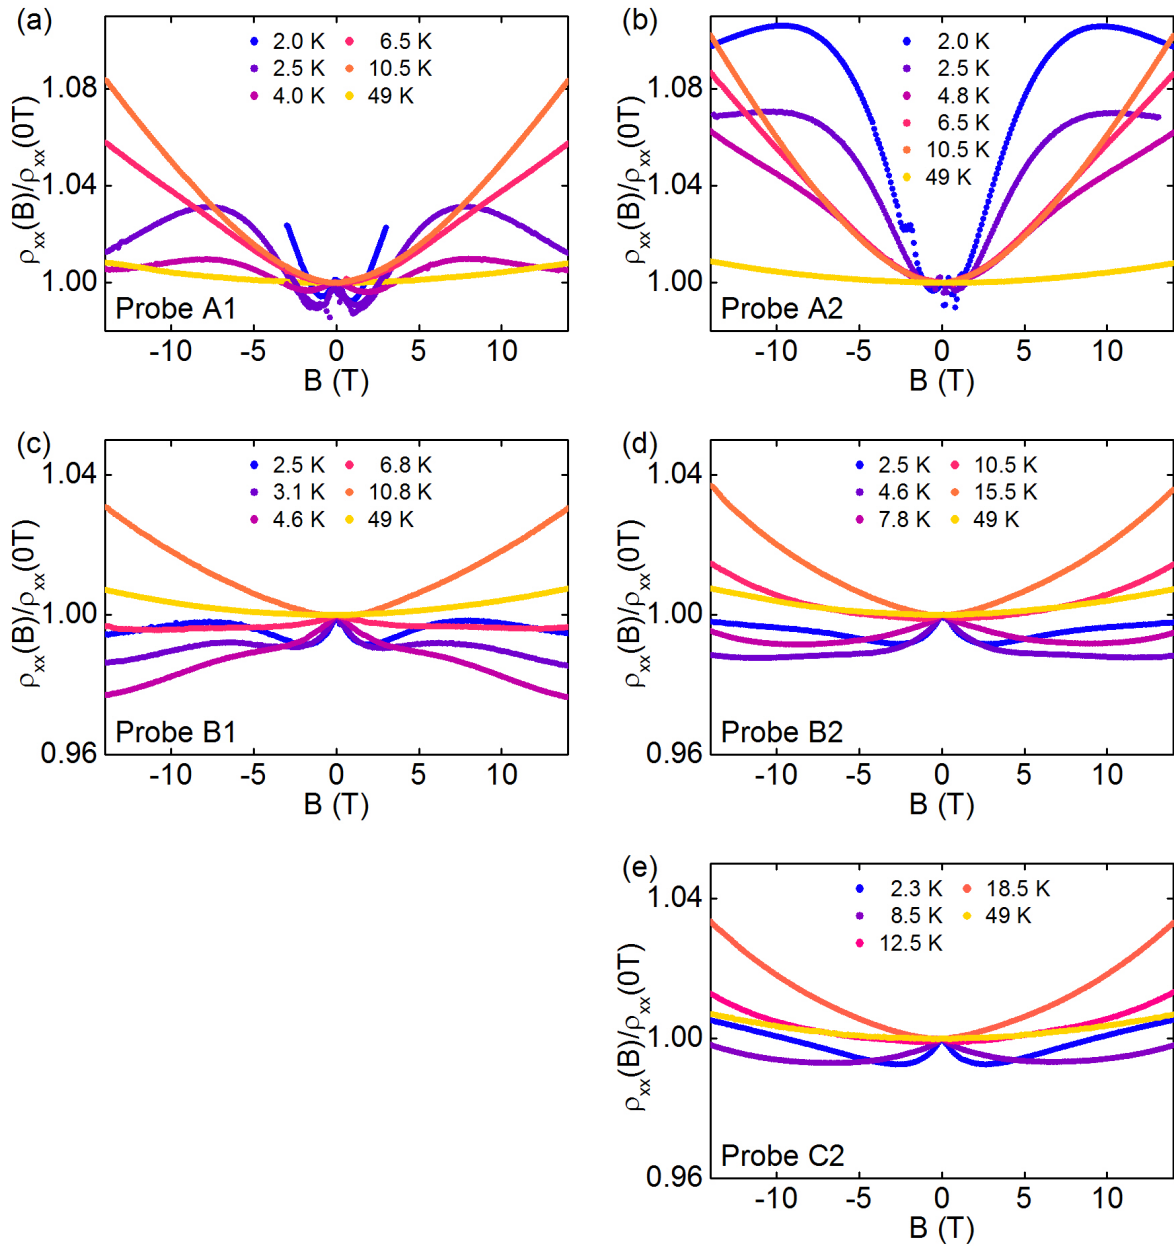 (a)
ρxx(B)/ρxx(0T)
1.08
1.04
1.00
2.0 K
6.5 K
2.5 K
10.5 K
4.0 K
49 K
Probe A1
-10 -5 0 5 10
B (T)
(b)
ρxx(B)/ρxx(0T)
1.08
1.04
1.00
2.0 K
2.5 K
4.8 K
6.5 K
10.5 K
49 K
Probe A2
-10 -5 0 5 10
B (T)
(c)
ρxx(B)/ρxx(0T)
1.04
1.00
0.96
2.5 K
6.8 K
3.1 K
10.8 K
4.6 K
49 K
Probe B1
-10 -5 0 5 10
B (T)
(d)
ρxx(B)/ρxx(0T)
1.04
1.00
0.96
2.5 K
10.5 K
4.6 K
15.5 K
7.8 K
49 K
Probe B2
-10 -5 0 5 10
B (T)
(e)
ρxx(B)/ρxx(0T)
1.04
1.00
0.96
2.3 K
18.5 K
8.5 K
49 K
12.5 K
Probe C2
-10 -5 0 5 10
B (T)